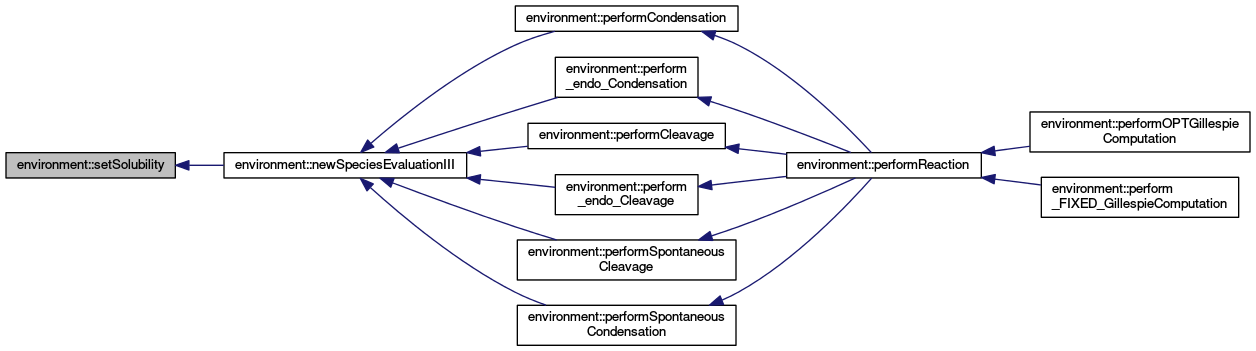 environment::setSolubility
environment::newSpeciesEvaluationIII
environment::performCondensation
environment::perform
_endo_Condensation
environment::performCleavage
environment::perform
_endo_Cleavage
environment::performSpontaneous
Cleavage
environment::performSpontaneous
Condensation
environment::performReaction
environment::performOPTGillespie
Computation
environment::perform
_FIXED_GillespieComputation